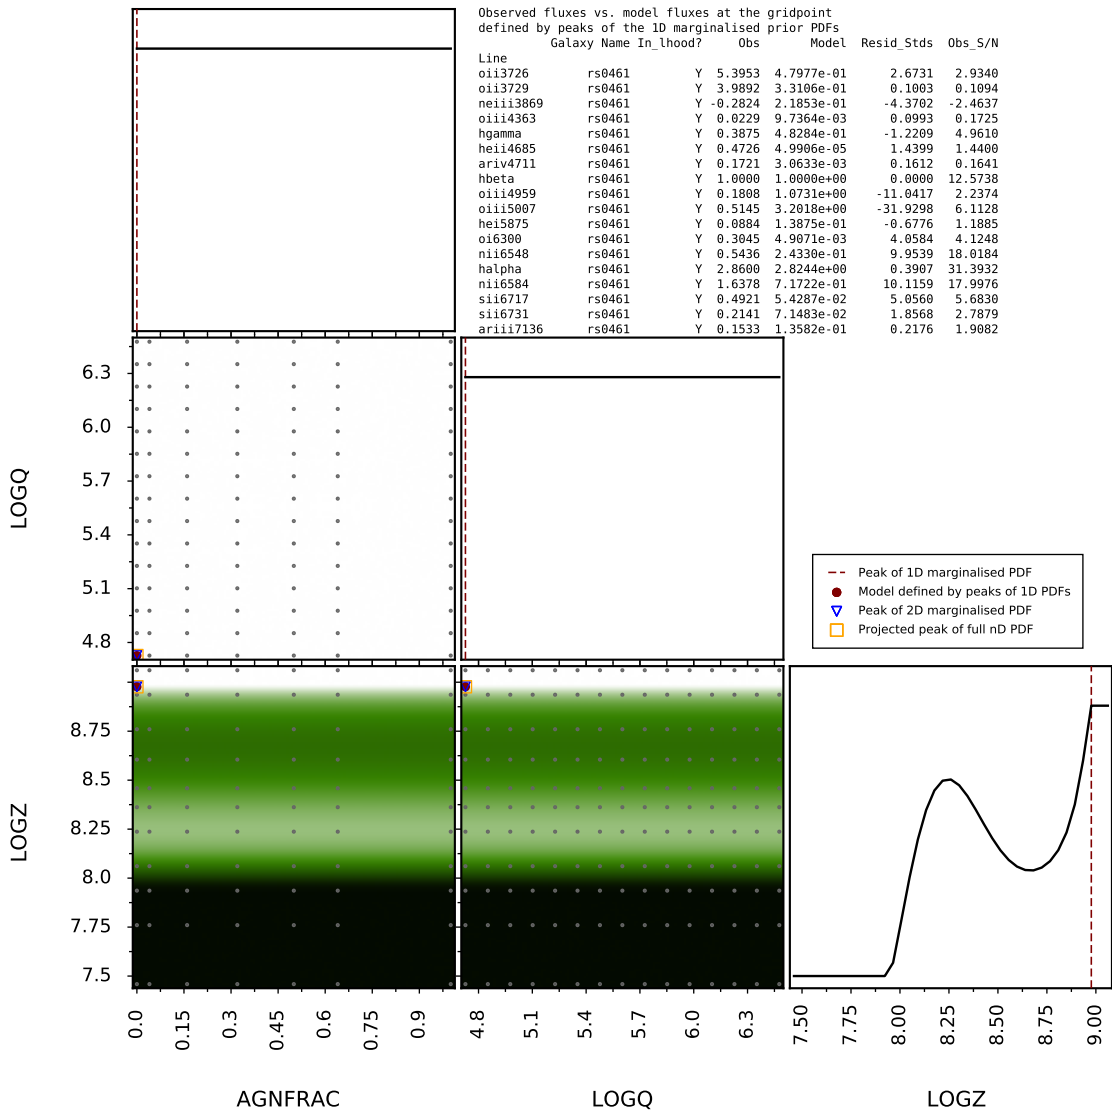 Observed fluxes vs. model fluxes at the gridpoint
defined by peaks of the 1D marginalised prior PDFs
Galaxy Name In_lhood? Obs Model Resid_Stds Obs_S/N
Line
oii3726 rs0461 Y 5.3953 4.7977e-01 2.6731 2.9340
oii3729 rs0461 Y 3.9892 3.3106e-01 0.1003 0.1094
neiii3869 rs0461 Y -0.2824 2.1853e-01 -4.3702 -2.4637
oiii4363 rs0461 Y 0.0229 9.7364e-03 0.0993 0.1725
hgamma rs0461 Y 0.3875 4.8284e-01 -1.2209 4.9610
heii4685 rs0461 Y 0.4726 4.9906e-05 1.4399 1.4400
ariv4711 rs0461 Y 0.1721 3.0633e-03 0.1612 0.1641
hbeta rs0461 Y 1.0000 1.0000e+00 0.0000 12.5738
oiii4959 rs0461 Y 0.1808 1.0731e+00 -11.0417 2.2374
oiii5007 rs0461 Y 0.5145 3.2018e+00 -31.9298 6.1128
hei5875 rs0461 Y 0.0884 1.3875e-01 -0.6776 1.1885
oi6300 rs0461 Y 0.3045 4.9071e-03 4.0584 4.1248
nii6548 rs0461 Y 0.5436 2.4330e-01 9.9539 18.0184
halpha rs0461 Y 2.8600 2.8244e+00 0.3907 31.3932
nii6584 rs0461 Y 1.6378 7.1722e-01 10.1159 17.9976
sii6717 rs0461 Y 0.4921 5.4287e-02 5.0560 5.6830
sii6731 rs0461 Y 0.2141 7.1483e-02 1.8568 2.7879
ariii7136 rs0461 Y 0.1533 1.3582e-01 0.2176 1.9082
6.3
6.0
5.7
5.4
5.1
4.8
LOGQ
Peak of 1D marginalised PDF
Model defined by peaks of 1D PDFs
Peak of 2D marginalised PDF
Projected peak of full nD PDF
8.75
8.5
8.25
8.0
7.75
7.5
LOGZ
0.0 0.15 0.3 0.45 0.6 0.75 0.9
4.8 5.1 5.4 5.7 6.0 6.3
7.50 7.75 8.00 8.25 8.50 8.75 9.00
AGNFRAC LOGQ LOGZ